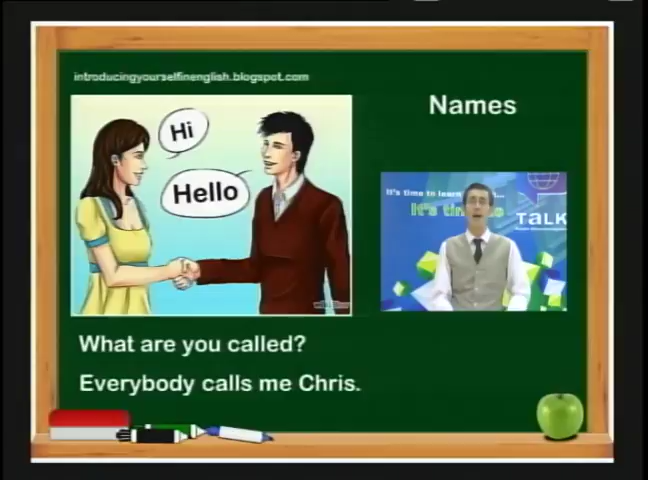 introducingyourselfinenglish.blogspot.com
Names
Hi
Hello
It's time to learn
It's tim
TALK
What are you called?
Everybody calls me Chris.